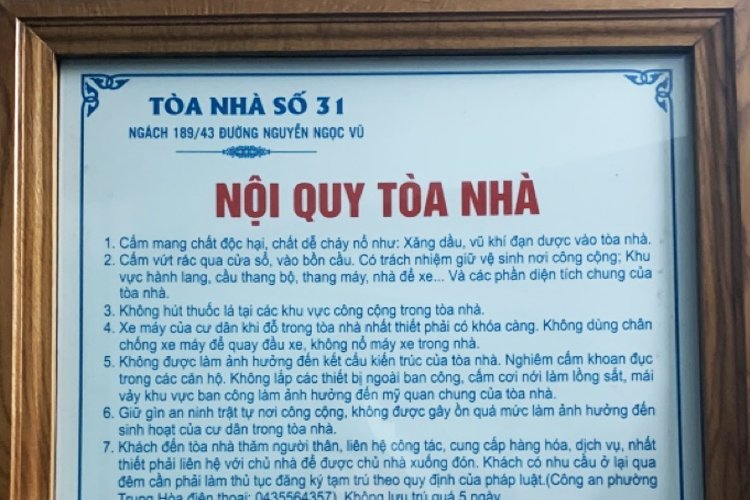 TÒA NHÀ SỐ 31
NGÁCH 189/43 ĐƯỜNG NGUYỄN NGỌC VŨ
NỘI QUY TÒA NHÀ
1. Cấm mang chất độc hại, chất dễ cháy nổ như: Xăng dầu, vũ khí đạn dược vào tòa nhà.
2. Cấm vứt rác qua cửa sổ, vào bồn cầu. Có trách nhiệm giữ vệ sinh nơi công cộng; Khu
vực hành lang, cầu thang bộ, thang máy, nhà để xe... Và các phần diện tích chung của
tòa nhà.
3. Không hút thuốc lá tại các khu vực công cộng trong tòa nhà.
4. Xe máy của cư dân khi đỗ trong tòa nhà nhất thiết phải có khóa càng. Không dùng chân
chống xe máy để quay đầu xe, không nổ máy xe trong nhà.
5. Không được làm ảnh hưởng đến kết cấu kiến trúc của tòa nhà. Nghiêm cấm khoan đục
trong các căn hộ. Không lắp các thiết bị ngoài ban công, cấm cơi nới làm lồng sắt, mái
vảy khu vực ban công làm ảnh hưởng đến mỹ quan chung của tòa nhà.
6. Giữ gìn an ninh trật tự nơi công cộng, không được gây ồn quá mức làm ảnh hưởng đến
sinh hoạt của cư dân trong tòa nhà.
7. Khách đến tòa nhà thăm người thân, liên hệ công tác, cung cấp hàng hóa, dịch vụ, nhất
thiết phải liên hệ với chủ nhà để được chủ nhà xuống đón. Khách có nhu cầu ở lại qua
đêm cần phải làm thủ tục đăng ký tạm trú theo quy định của pháp luật.(Công an phường
Trung Hòa điện thoại: 0435564357). Không lưu trú quá 5 ngày